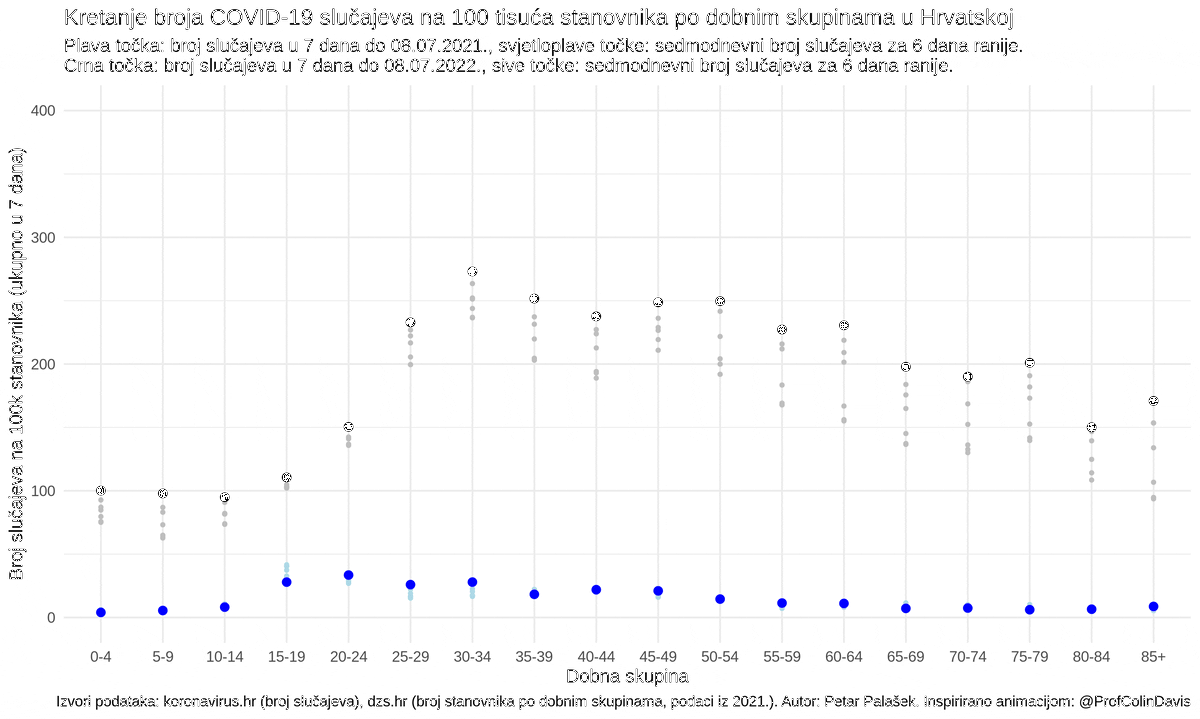 Kretanje broja COVID-19 slučajeva na 100 tisuća stanovnika po dobnim skupinama u Hrvatskoj
Plava točka: broj slučajeva u 7 dana do 08.07.2021., svjetloplave točke: sedmodnevni broj slučajeva za 6 dana ranije.
Crna točka: broj slučajeva u 7 dana do 08.07.2022., sive točke: sedmodnevni broj slučajeva za 6 dana ranije.
Broj slučajeva na 100k stanovnika (ukupno u 7 dana)
400
300
200
100
0
0-4 5-9 10-14 15-19 20-24 25-29 30-34 35-39 40-44 45-49 50-54 55-59 60-64 65-69 70-74 75-79 80-84 85+
Dobna skupina
Izvori podataka: koronavirus.hr (broj slučajeva), dzs.hr (broj stanovnika po dobnim skupinama, podaci iz 2021.). Autor: Petar Palašek. Inspirirano animacijom: @ProfColinDavis